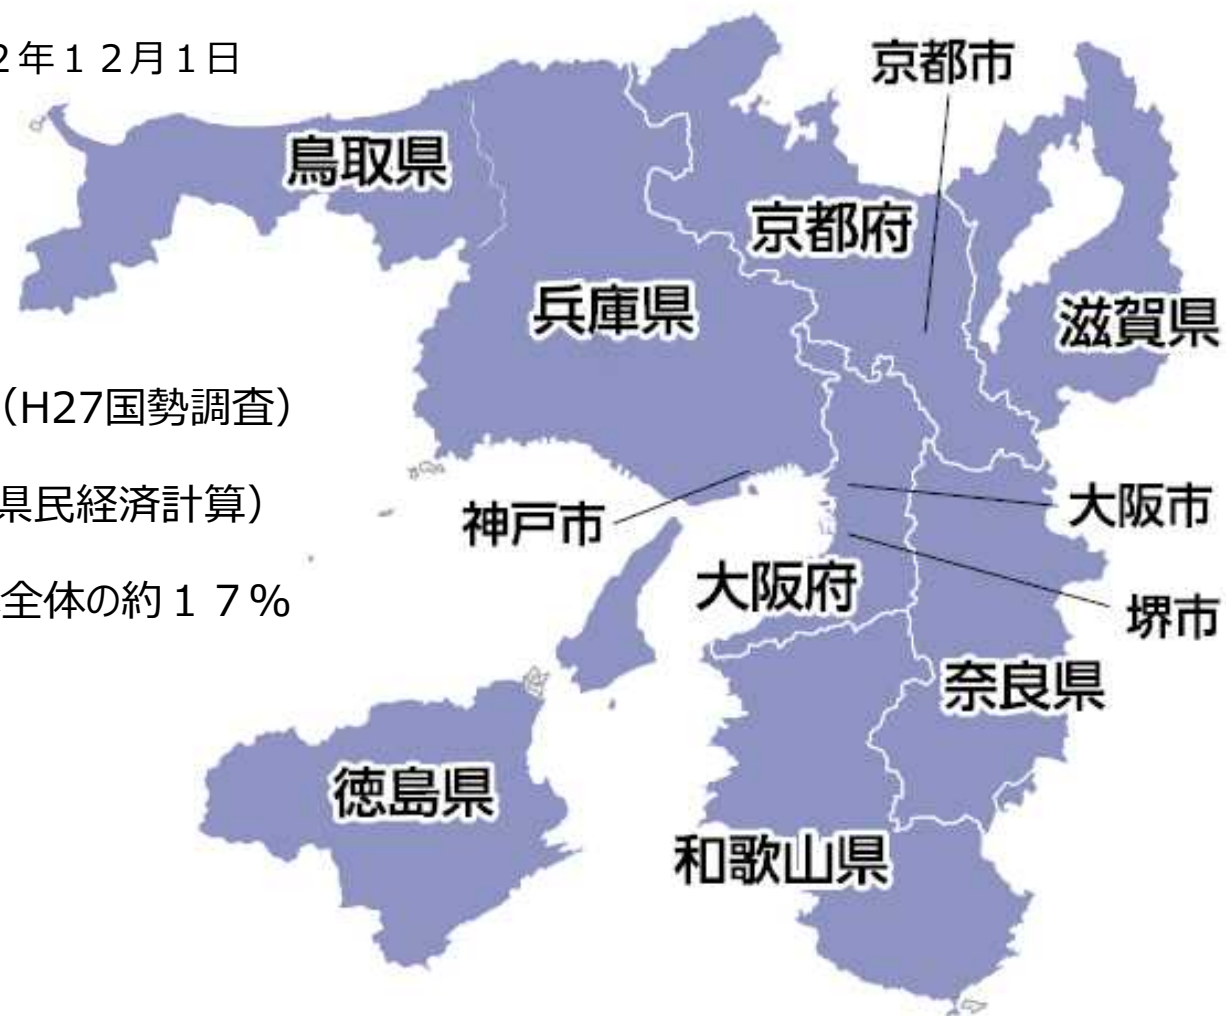 2年12月1日
京都市
鳥取県
京都府
兵庫県
滋賀県
(H27国勢調査)
県民経済計算)
神戸市
大阪市
全体の約17%
大阪府
堺市
奈良県
徳島県
和歌山県